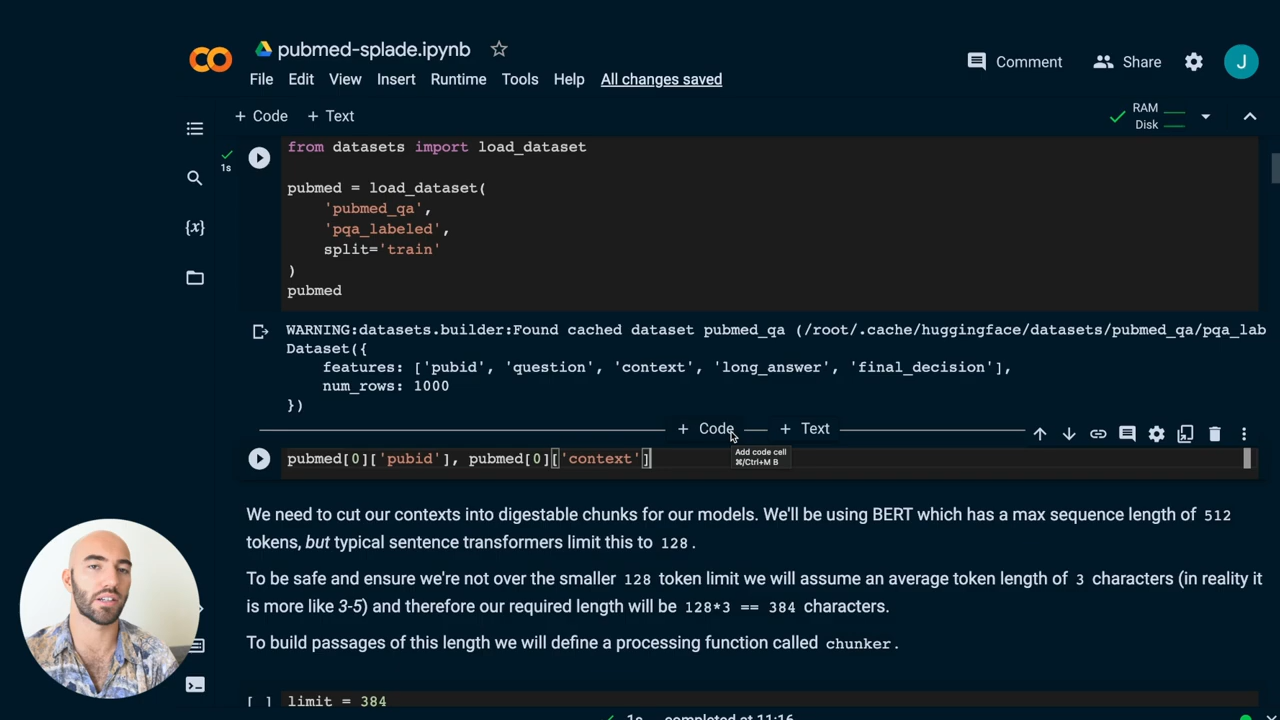 pubmed-splade.ipynb
Comment
Share
J
File Edit View Insert Runtime Tools Help All changes saved
+ Code + Text
RAM
Disk
1s
from datasets import load_dataset
pubmed = load_dataset(
'pubmed_qa',
'pqa_labeled',
split='train'
)
pubmed
WARNING:datasets.builder:Found cached dataset pubmed_qa (/root/.cache/huggingface/datasets/pubmed_qa/pqa_lab
Dataset({
features: ['pubid', 'question', 'context', 'long_answer', 'final_decision'],
num_rows: 1000
})
+ Code + Text
pubmed[0]['pubid'], pubmed[0]['context']
Add code cell
⌘/Ctrl+M B
We need to cut our contexts into digestable chunks for our models. We'll be using BERT which has a max sequence length of 512
tokens, but typical sentence transformers limit this to 128.
To be safe and ensure we're not over the smaller 128 token limit we will assume an average token length of 3 characters (in reality it
is more like 3-5) and therefore our required length will be 128*3 == 384 characters.
To build passages of this length we will define a processing function called chunker.
[ ] limit = 384
1s completed at 11:16